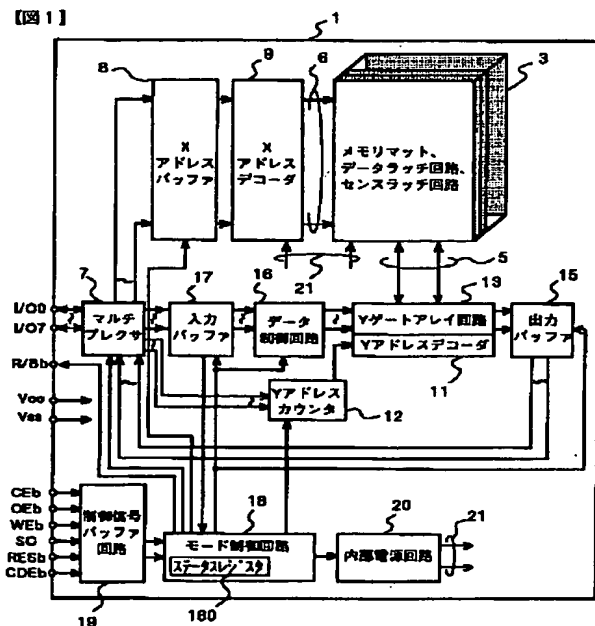 【図1】
1
8
9
6
3
X
アドレス
バッファ
X
アドレス
デコーダ
メモリマット、
データラッチ回路、
センスラッチ回路
7
17
16
21
5
13
15
I/O0
I/O7
マルチ
プレクサ
入力
バッファ
データ
制御回路
Yゲートアレイ回路
Yアドレスデコーダ
出力
バッファ
R/Bb
Yアドレス
カウンタ
12
11
Vcc
Vss
CEb
OEb
WEb
SC
RESb
CDEb
制御信号
バッファ
回路
19
18
モード制御回路
ステータスレジスタ
180
20
内部電源回路
21